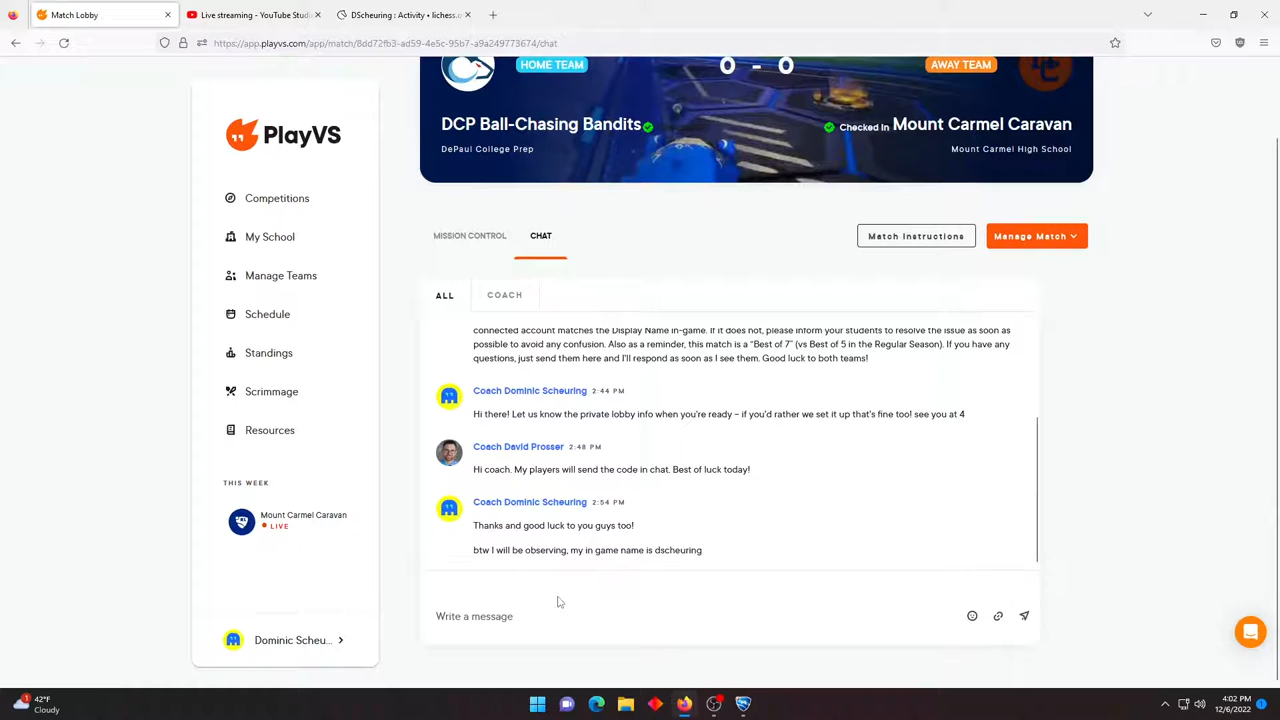 Match Lobby
Live streaming - YouTube Studi
DScheuring : Activity • lichess.o
https://app.playvs.com/app/match/8dd72fb3-ad59-4e5c-95b7-a9a249773674/chat
PlayVS
Competitions
My School
Manage Teams
Schedule
Standings
Scrimmage
Resources
THIS WEEK
Mount Carmel Caravan
LIVE
Dominic Scheu...
HOME TEAM
0 - 0
AWAY TEAM
DCP Ball-Chasing Bandits
Checked In Mount Carmel Caravan
DePaul College Prep
Mount Carmel High School
MISSION CONTROL
CHAT
Match Instructions
Manage Match
ALL
COACH
connected account matches the Display Name in-game. If it does not, please inform your students to resolve the issue as soon as
possible to avoid any confusion. Also as a reminder, this match is a "Best of 7" (vs Best of 5 in the Regular Season). If you have any
questions, just send them here and I'll respond as soon as I see them. Good luck to both teams!
Coach Dominic Scheuring 2:44 PM
Hi there! Let us know the private lobby info when you're ready – if you'd rather we set it up that's fine too! see you at 4
Coach David Prosser 2:48 PM
Hi coach. My players will send the code in chat. Best of luck today!
Coach Dominic Scheuring 2:54 PM
Thanks and good luck to you guys too!
btw I will be observing, my in game name is dscheuring
Write a message
1
42°F
Cloudy
4:02 PM
12/6/2022